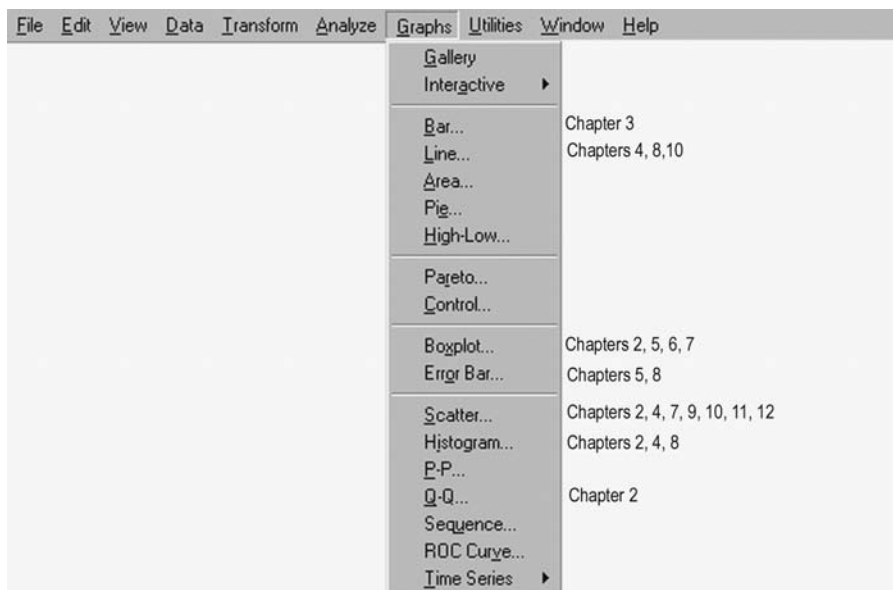 File Edit View Data Transform Analyze Graphs Utilities Window Help
Gallery
Interactive
Bar... Chapter 3
Line... Chapters 4, 8,10
Area...
Pie...
High-Low...
Pareto...
Control...
Boxplot... Chapters 2, 5, 6, 7
Error Bar... Chapters 5, 8
Scatter... Chapters 2, 4, 7, 9, 10, 11, 12
Histogram... Chapters 2, 4, 8
P-P...
Q-Q... Chapter 2
Sequence...
ROC Curve...
Time Series